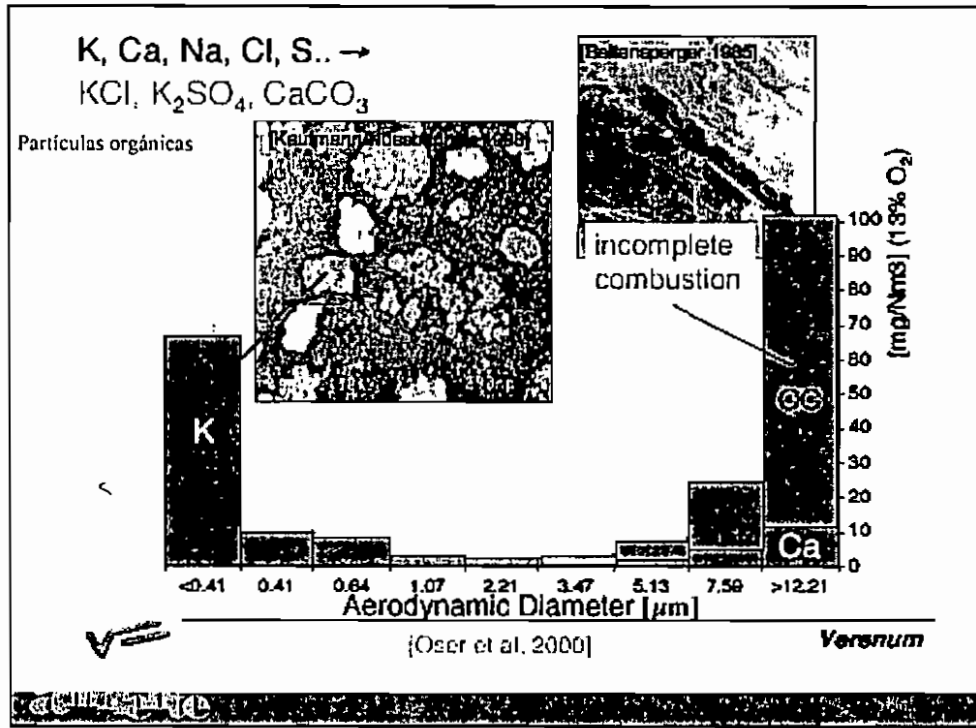 K, Ca, Na, Cl, S.. →
KCl, K₂SO₄, CaCO₃
Partículas orgánicas
1985]
incomplete
combustion
K
Ca
100
90
80
70
60
50
40
30
20
10
0
[mg/Nm3] (13% O₂)
<0.41 0.41 0.64 1.07 2.21 3.47 5.13 7.59 >12.21
Aerodynamic Diameter [µm]
[Oser et al. 2000]
Verenum